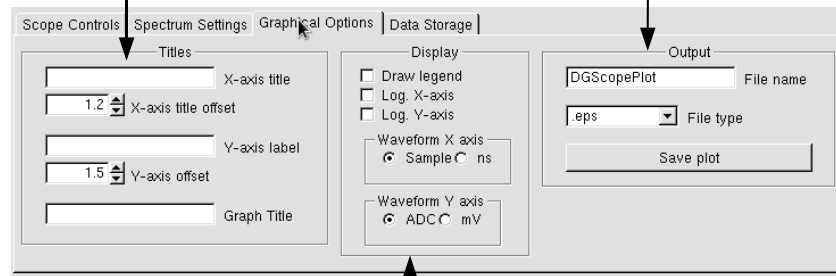 Scope Controls Spectrum Settings Graphical Options Data Storage
Titles
X-axis title
1.2 X-axis title offset
Y-axis label
1.5 Y-axis offset
Graph Title
Display
Draw legend
Log. X-axis
Log. Y-axis
Waveform X axis
Sample ns
Waveform Y axis
ADC mV
Output
DGScopePlot File name
.eps File type
Save plot